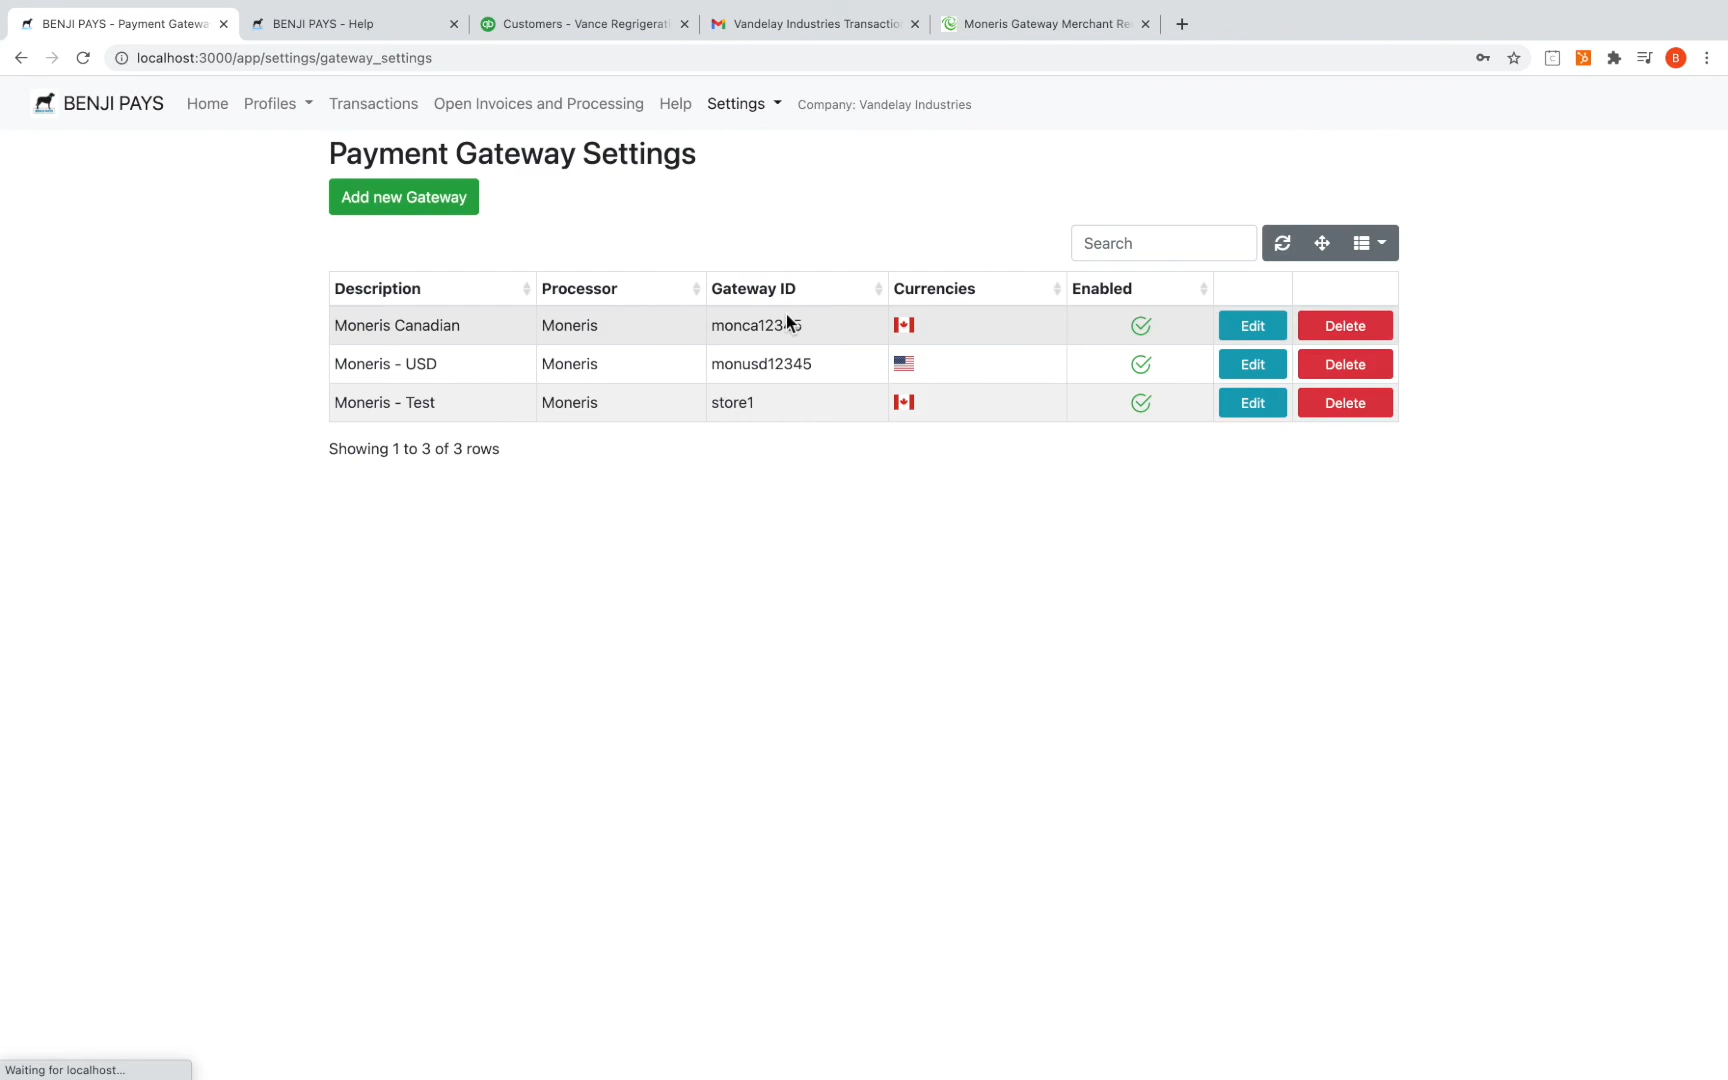 BENJI PAYS - Payment Gatewa
BENJI PAYS - Help
Customers - Vance Regrigerati
Vandelay Industries Transactio
Moneris Gateway Merchant Re
localhost:3000/app/settings/gateway_settings
B
BENJI PAYS Home Profiles Transactions Open Invoices and Processing Help Settings Company: Vandelay Industries
Payment Gateway Settings
Add new Gateway
Search
Description Processor Gateway ID Currencies Enabled
Moneris Canadian Moneris monca12345 Edit Delete
Moneris - USD Moneris monusd12345 Edit Delete
Moneris - Test Moneris store1 Edit Delete
Showing 1 to 3 of 3 rows
Waiting for localhost...